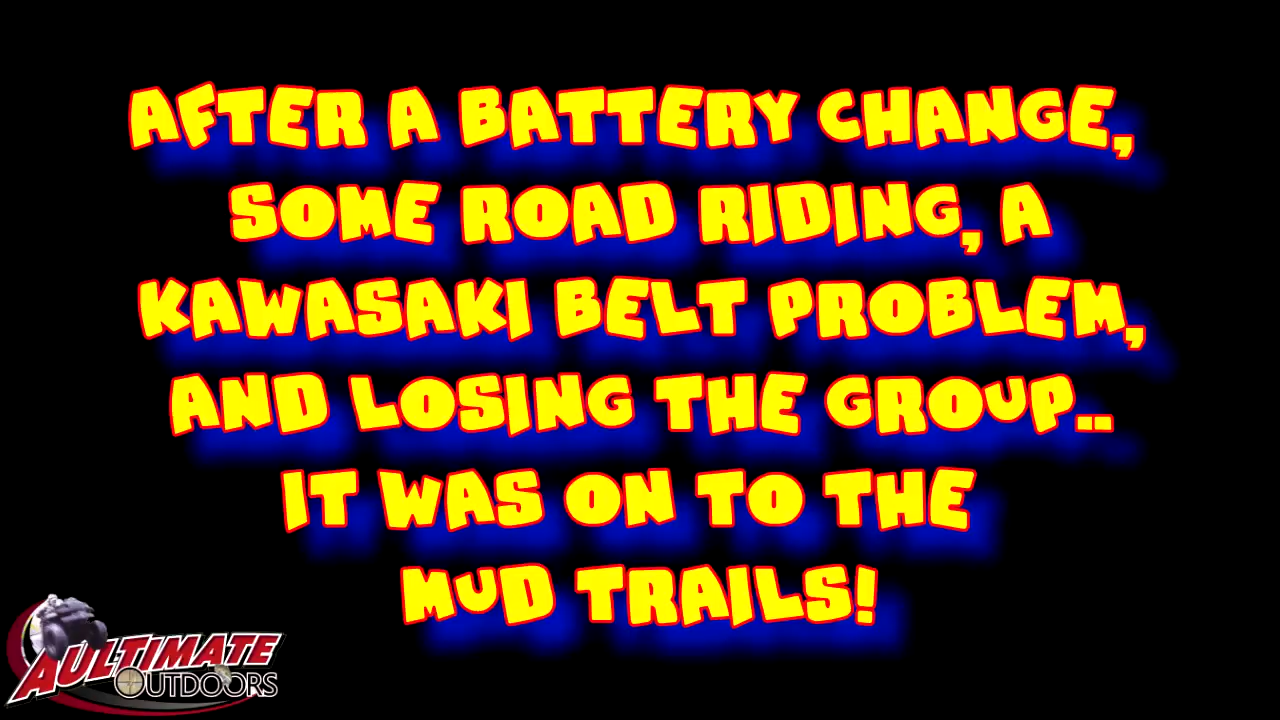 AFTER A BATTERY CHANGE,
SOME ROAD RIDING, A
KAWASAKI BELT PROBLEM,
AND LOSING THE GROUP..
IT WAS ON TO THE
MUD TRAILS!
AULTIMATE
OUTDOORS